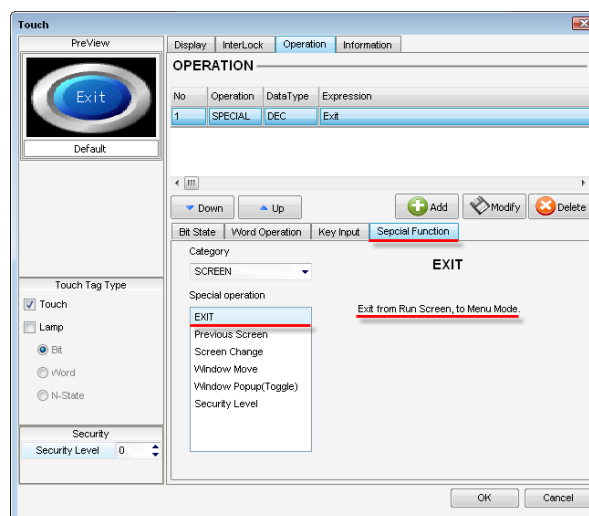 Touch
PreView
Exit
Default
Touch Tag Type
Touch
Lamp
Bit
Word
N-State
Security
Security Level 0
Display InterLock Operation Information
OPERATION
No Operation DataType Expression
1 SPECIAL DEC Exit
Down Up Add Modify Delete
Bit State Word Operation Key Input Sepcial Function
Category
SCREEN
Special operation
EXIT
Previous Screen
Screen Change
Window Move
Window Popup(Toggle)
Security Level
EXIT
Exit from Run Screen, to Menu Mode.
OK Cancel